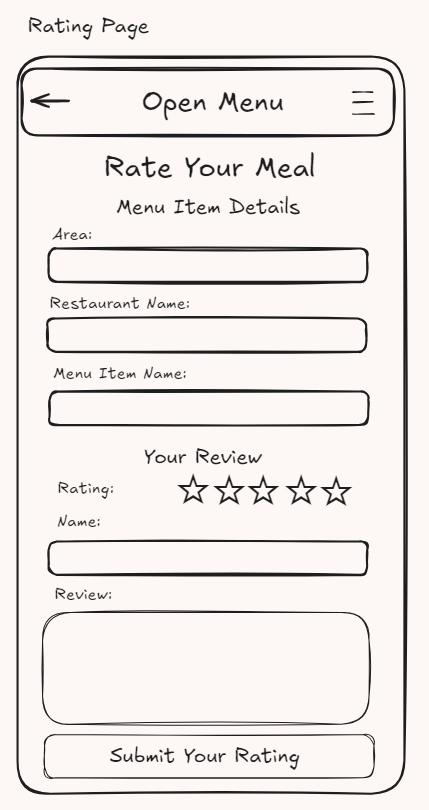 Rating Page
Open Menu
Rate Your Meal
Menu Item Details
Area:
Restaurant Name:
Menu Item Name:
Your Review
Rating:
Name:
Review:
Submit Your Rating